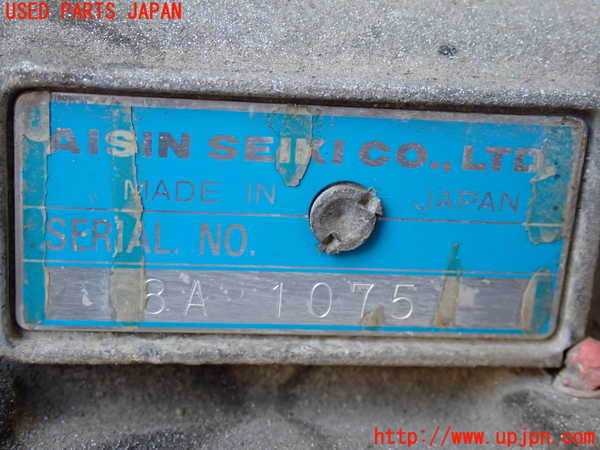 USED PARTS JAPAN
AISIN SEIKI CO., LTD
MADE IN JAPAN
SERIAL. NO.
8A 1075
http://www.upjpn.com